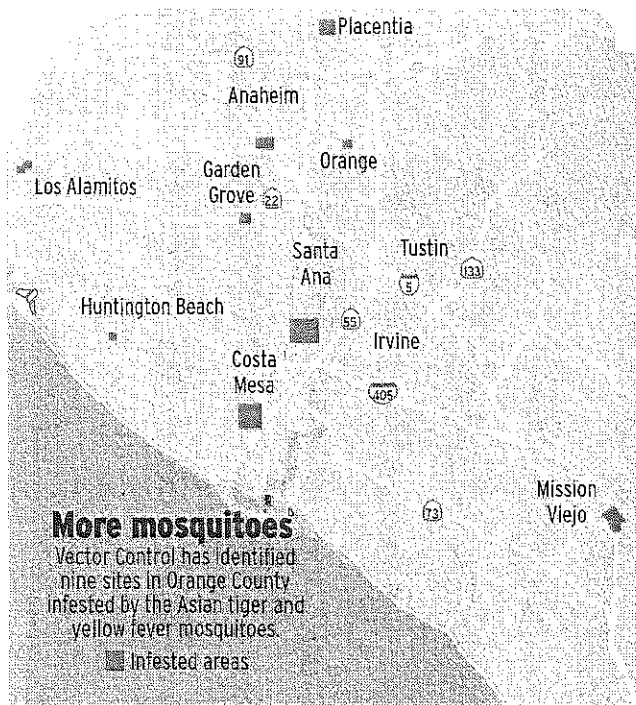 Placentia
91
Anaheim
Orange
Los Alamitos
Garden
Grove
22
Santa
Ana
Tustin
133
5
Huntington Beach
55
Irvine
Costa
Mesa
405
Mission
Viejo
73
More mosquitoes
Vector Control has identified
nine sites in Orange County
infested by the Asian tiger and
yellow fever mosquitoes.
Infested areas